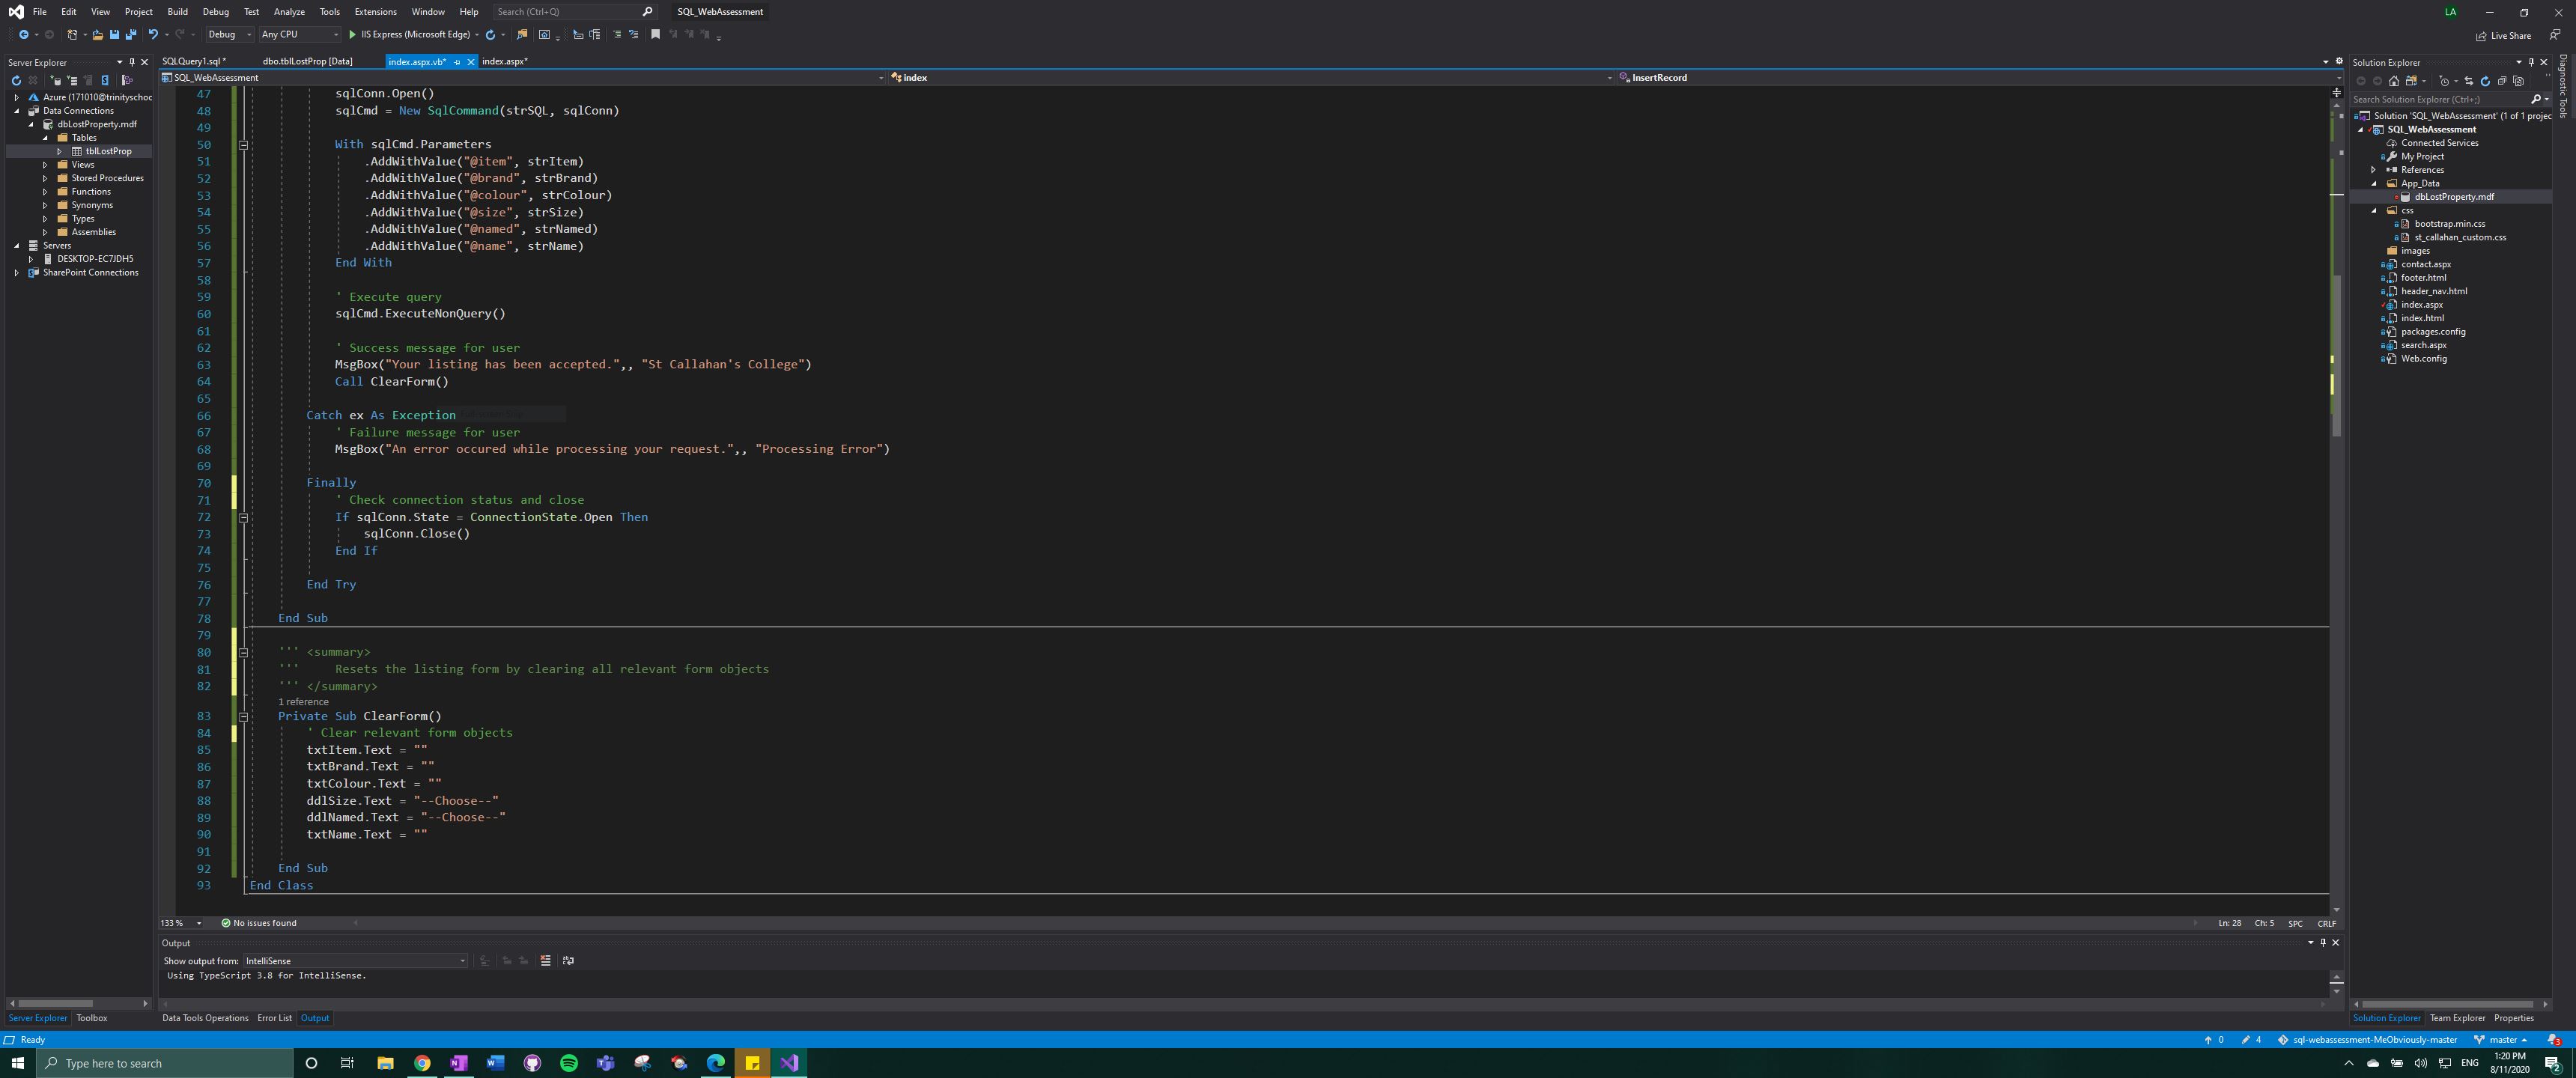 File Edit View Project Build Debug Test Analyze Tools Extensions Window Help Search (Ctrl+Q) SQL_WebAssessment LA
Debug Any CPU IIS Express (Microsoft Edge) Live Share
Server Explorer
Azure (171010@trinityschoc
Data Connections
dbLostProperty.mdf
Tables
tblLostProp
Views
Stored Procedures
Functions
Synonyms
Types
Assemblies
Servers
DESKTOP-EC7JDH5
SharePoint Connections
Server Explorer Toolbox
SQLQuery1.sql * dbo.tblLostProp [Data] index.aspx.vb* index.aspx*
SQL_WebAssessment index InsertRecord
47 sqlConn.Open()
48 sqlCmd = New SqlCommand(strSQL, sqlConn)
49
50 With sqlCmd.Parameters
51 .AddWithValue("@item", strItem)
52 .AddWithValue("@brand", strBrand)
53 .AddWithValue("@colour", strColour)
54 .AddWithValue("@size", strSize)
55 .AddWithValue("@named", strNamed)
56 .AddWithValue("@name", strName)
57 End With
58
59 ' Execute query
60 sqlCmd.ExecuteNonQuery()
61
62 ' Success message for user
63 MsgBox("Your listing has been accepted.",, "St Callahan's College")
64 Call ClearForm()
65
66 Catch ex As Exception
67 ' Failure message for user
68 MsgBox("An error occured while processing your request.",, "Processing Error")
69
70 Finally
71 ' Check connection status and close
72 If sqlConn.State = ConnectionState.Open Then
73 sqlConn.Close()
74 End If
75
76 End Try
77
78 End Sub
79
80 ''' <summary>
81 ''' Resets the listing form by clearing all relevant form objects
82 ''' </summary>
1 reference
83 Private Sub ClearForm()
84 ' Clear relevant form objects
85 txtItem.Text = ""
86 txtBrand.Text = ""
87 txtColour.Text = ""
88 ddlSize.Text = "--Choose--"
89 ddlNamed.Text = "--Choose--"
90 txtName.Text = ""
91
92 End Sub
93 End Class
133 % No issues found Ln: 28 Ch: 5 SPC CRLF
Output
Show output from: IntelliSense
Using TypeScript 3.8 for IntelliSense.
Data Tools Operations Error List Output
Solution Explorer
Search Solution Explorer (Ctrl+;)
Solution 'SQL_WebAssessment' (1 of 1 projec
SQL_WebAssessment
Connected Services
My Project
References
App_Data
dbLostProperty.mdf
css
bootstrap.min.css
st_callahan_custom.css
images
contact.aspx
footer.html
header_nav.html
index.aspx
index.html
packages.config
search.aspx
Web.config
Solution Explorer Team Explorer Properties
Diagnostic Tools
Ready 0 4 sql-webassessment-MeObviously-master master 3
Type here to search ENG 1:20 PM
8/11/2020 2